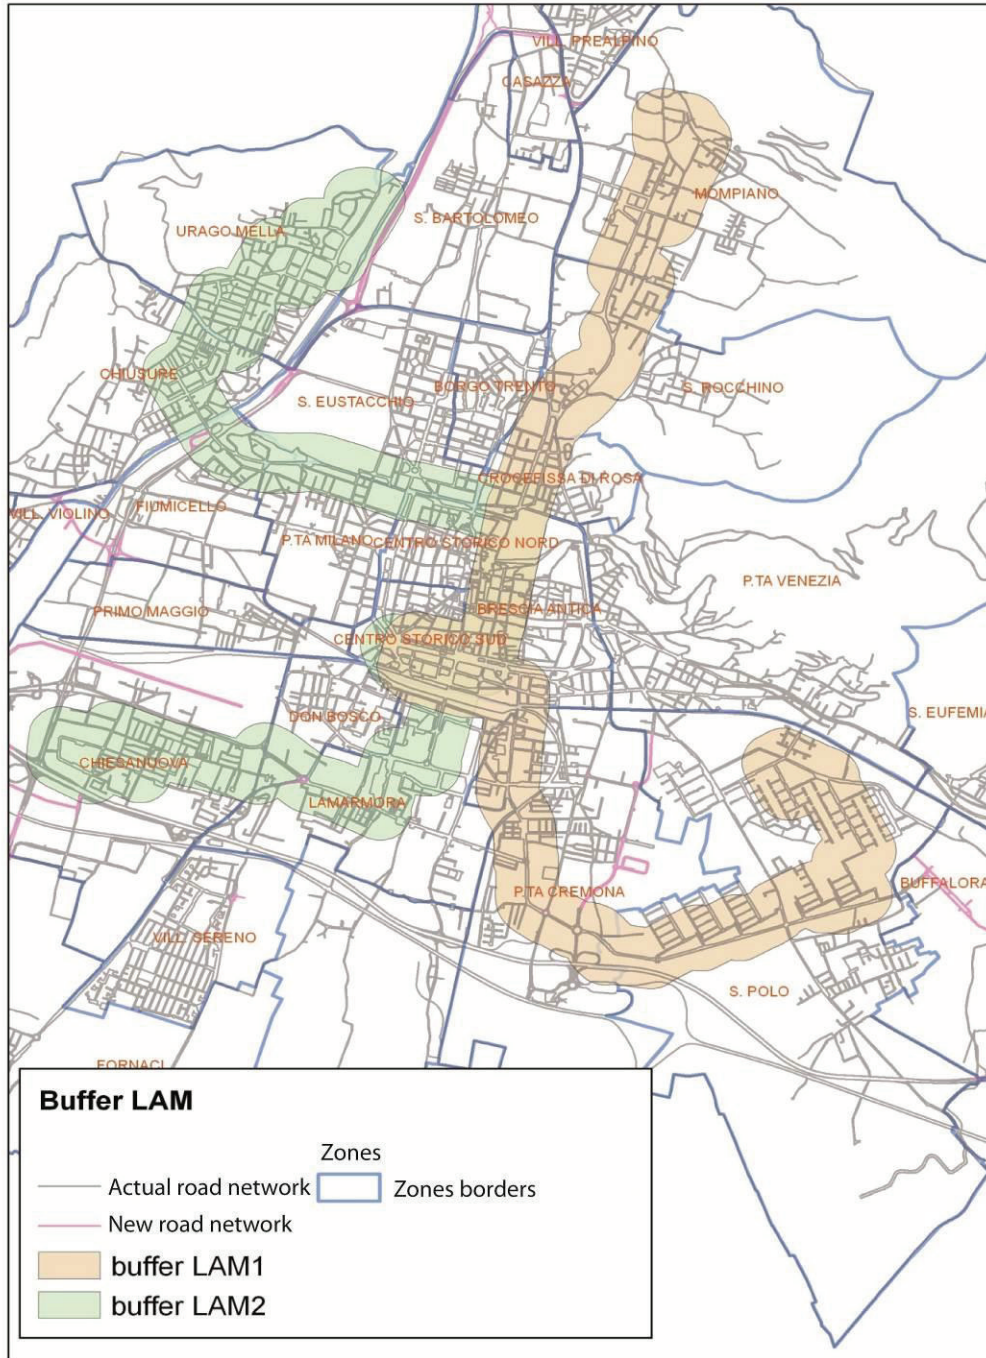 VILL. PREALPINO
CASAZZA
MOMPIANO
S. BARTOLOMEO
URAGO MELLA
CHIUSURE
BORGO TRENTO
S. ROCCHINO
S. EUSTACCHIO
CROCEFISSA DI ROSA
VILL. VIOLINO
FIUMICELLO
P.TA MILANO
CENTRO STORICO NORD
P.TA VENEZIA
PRIMO MAGGIO
BRESCIA ANTICA
CENTRO STORICO SUD
DON BOSCO
S. EUFEMIA
CHIESANUOVA
LAMARMORA
P.TA CREMONA
BUFFALORA
VILL. SERENO
S. POLO
FORNACI
Buffer LAM
Zones
Actual road network
Zones borders
New road network
buffer LAM1
buffer LAM2